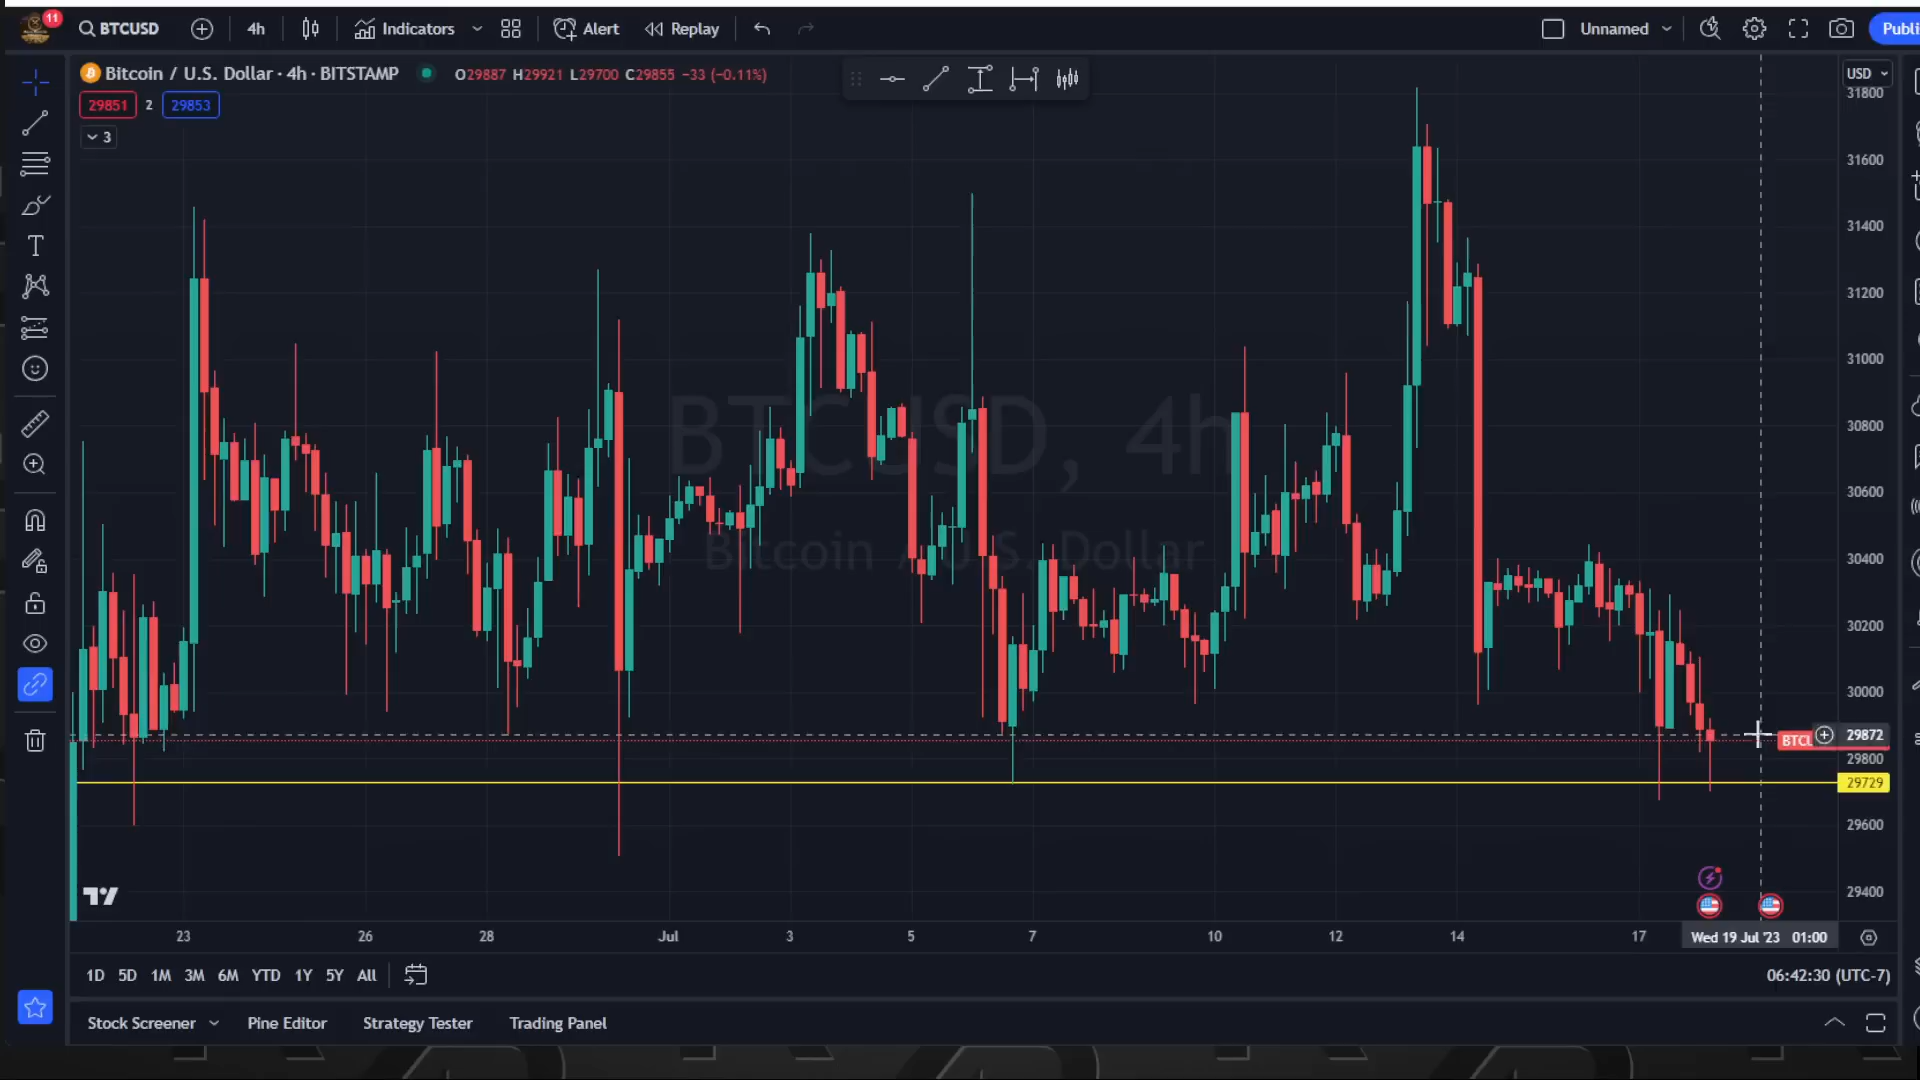 11
BTCUSD
4h
Indicators
Alert
Replay
Unnamed
Publi
Bitcoin / U.S. Dollar · 4h · BITSTAMP
O29887 H29921 L29700 C29855 −33 (−0.11%)
USD
29851
2
29853
3
31800
31600
31400
31200
31000
30800
30600
30400
30200
30000
29872
29800
29729
29600
29400
BTCUSD, 4h
Bitcoin / U.S. Dollar
BTCU
23
26
28
Jul
3
5
7
10
12
14
17
Wed 19 Jul '23 01:00
1D
5D
1M
3M
6M
YTD
1Y
5Y
All
06:42:30 (UTC-7)
Stock Screener
Pine Editor
Strategy Tester
Trading Panel